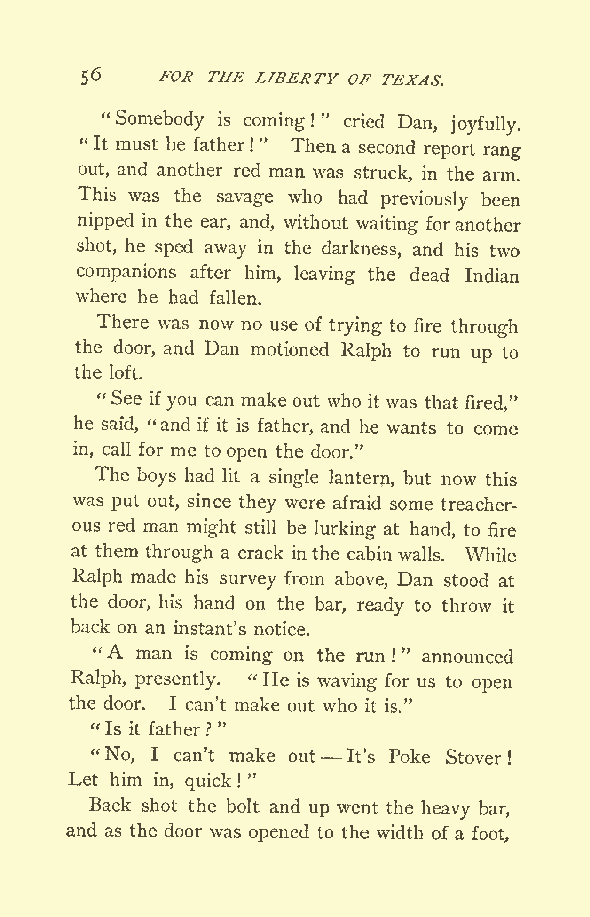 56 FOR THE LIBERTY OF TEXAS.
"Somebody is coming!" cried Dan, joyfully.
"It must be father!" Then a second report rang
out, and another red man was struck, in the arm.
This was the savage who had previously been
nipped in the ear, and, without waiting for another
shot, he sped away in the darkness, and his two
companions after him, leaving the dead Indian
where he had fallen.
There was now no use of trying to fire through
the door, and Dan motioned Ralph to run up to
the loft.
"See if you can make out who it was that fired,"
he said, "and if it is father, and he wants to come
in, call for me to open the door."
The boys had lit a single lantern, but now this
was put out, since they were afraid some treacher-
ous red man might still be lurking at hand, to fire
at them through a crack in the cabin walls. While
Ralph made his survey from above, Dan stood at
the door, his hand on the bar, ready to throw it
back on an instant's notice.
"A man is coming on the run!" announced
Ralph, presently. "He is waving for us to open
the door. I can't make out who it is."
"Is it father?"
"No, I can't make out — It's Poke Stover!
Let him in, quick!"
Back shot the bolt and up went the heavy bar,
and as the door was opened to the width of a foot,